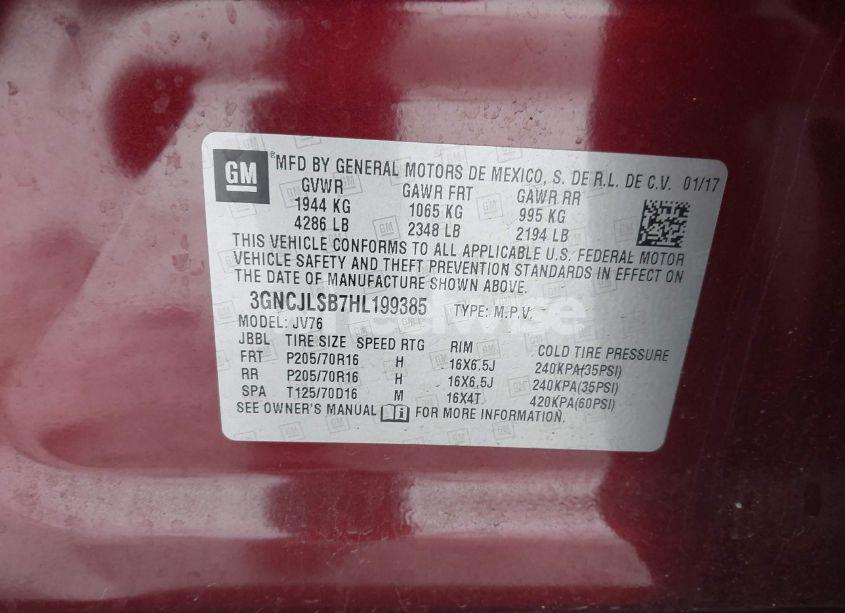 GM ® MFD BY GENERAL MOTORS DE MEXICO, S. DE R.L. DE C.V. 01/17
GVWR GAWR FRT GAWR RR
1944 KG 1065 KG 995 KG
4286 LB 2348 LB 2194 LB
THIS VEHICLE CONFORMS TO ALL APPLICABLE U.S. FEDERAL MOTOR
VEHICLE SAFETY AND THEFT PREVENTION STANDARDS IN EFFECT ON
THE DATE OF MANUFACTURE SHOWN ABOVE.
3GNCJLSB7HL199385 TYPE: M.P.V.
MODEL: JV76
JBBL TIRE SIZE SPEED RTG RIM COLD TIRE PRESSURE
FRT P205/70R16 H 16X6.5J 240KPA(35PSI)
RR P205/70R16 H 16X6.5J 240KPA(35PSI)
SPA T125/70D16 M 16X4T 420KPA(60PSI)
SEE OWNER'S MANUAL FOR MORE INFORMATION